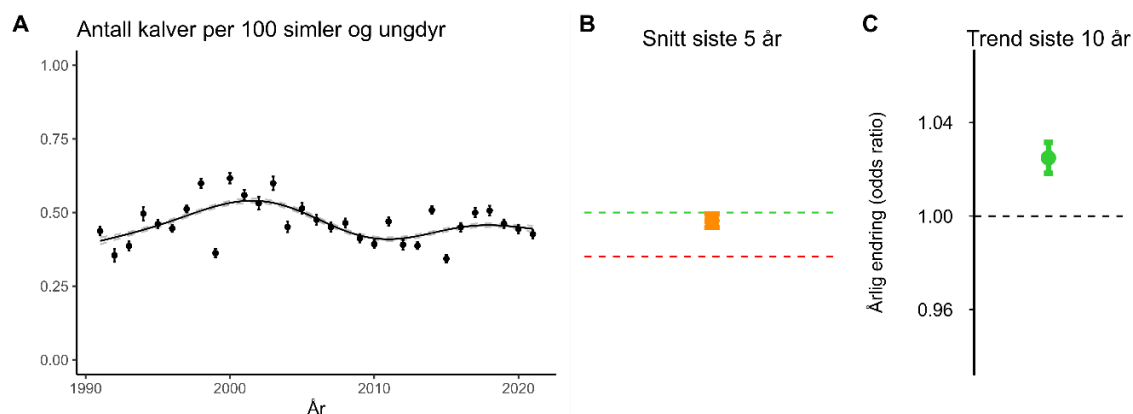 A
Antall kalver per 100 simler og ungdyr
1.00
0.75
0.50
0.25
0.00
1990
2000
2010
2020
År
B
Snitt siste 5 år
C
Trend siste 10 år
Årlig endring (odds ratio)
1.04
1.00
0.96